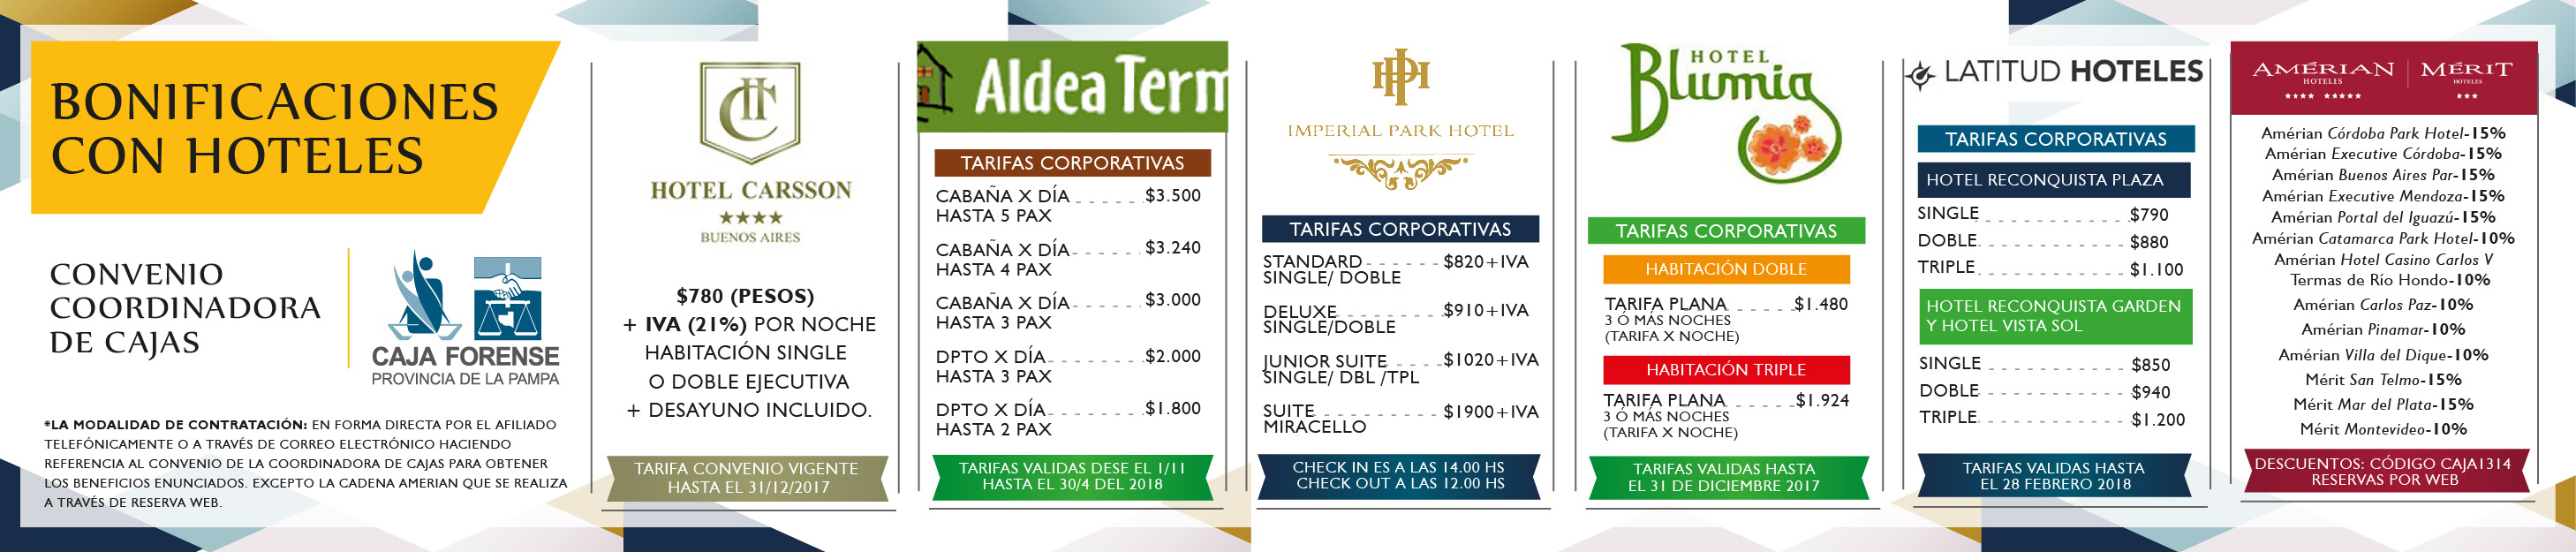 BONIFICACIONES
CON HOTELES
CONVENIO
COORDINADORA
DE CAJAS
CAJA FORENSE
PROVINCIA DE LA PAMPA
*LA MODALIDAD DE CONTRATACIÓN: EN FORMA DIRECTA POR EL AFILIADO
TELEFÓNICAMENTE O A TRAVÉS DE CORREO ELECTRÓNICO HACIENDO
REFERENCIA AL CONVENIO DE LA COORDINADORA DE CAJAS PARA OBTENER
LOS BENEFICIOS ENUNCIADOS. EXCEPTO LA CADENA AMERIAN QUE SE REALIZA
A TRAVÉS DE RESERVA WEB.
HOTEL CARSSON
★★★★
BUENOS AIRES
$780 (PESOS)
+ IVA (21%) POR NOCHE
HABITACIÓN SINGLE
O DOBLE EJECUTIVA
+ DESAYUNO INCLUIDO.
TARIFA CONVENIO VIGENTE
HASTA EL 31/12/2017
Aldea Term
TARIFAS CORPORATIVAS
CABAÑA X DÍA $3.500
HASTA 5 PAX
CABAÑA X DÍA $3.240
HASTA 4 PAX
CABAÑA X DÍA $3.000
HASTA 3 PAX
DPTO X DÍA $2.000
HASTA 3 PAX
DPTO X DÍA $1.800
HASTA 2 PAX
TARIFAS VALIDAS DESE EL 1/11
HASTA EL 30/4 DEL 2018
IMPERIAL PARK HOTEL
TARIFAS CORPORATIVAS
STANDARD $820+IVA
SINGLE/ DOBLE
DELUXE $910+IVA
SINGLE/DOBLE
JUNIOR SUITE $1020+IVA
SINGLE/ DBL /TPL
SUITE $1900+IVA
MIRACELLO
CHECK IN ES A LAS 14.00 HS
CHECK OUT A LAS 12.00 HS
HOTEL
Blumig
TARIFAS CORPORATIVAS
HABITACIÓN DOBLE
TARIFA PLANA $1.480
3 Ó MÁS NOCHES
(TARIFA X NOCHE)
HABITACIÓN TRIPLE
TARIFA PLANA $1.924
3 Ó MÁS NOCHES
(TARIFA X NOCHE)
TARIFAS VALIDAS HASTA
EL 31 DE DICIEMBRE 2017
LATITUD HOTELES
TARIFAS CORPORATIVAS
HOTEL RECONQUISTA PLAZA
SINGLE $790
DOBLE $880
TRIPLE $1.100
HOTEL RECONQUISTA GARDEN
Y HOTEL VISTA SOL
SINGLE $850
DOBLE $940
TRIPLE $1.200
TARIFAS VALIDAS HASTA
EL 28 FEBRERO 2018
AMÉRIAN MÉRIT
HOTELES HOTELES
★★★★ ★★★★★ ★★★
Amérian Córdoba Park Hotel-15%
Amérian Executive Córdoba-15%
Amérian Buenos Aires Par-15%
Amérian Executive Mendoza-15%
Amérian Portal del Iguazú-15%
Amérian Catamarca Park Hotel-10%
Amérian Hotel Casino Carlos V
Termas de Río Hondo-10%
Amérian Carlos Paz-10%
Amérian Pinamar-10%
Amérian Villa del Dique-10%
Mérit San Telmo-15%
Mérit Mar del Plata-15%
Mérit Montevideo-10%
DESCUENTOS: CÓDIGO CAJA1314
RESERVAS POR WEB